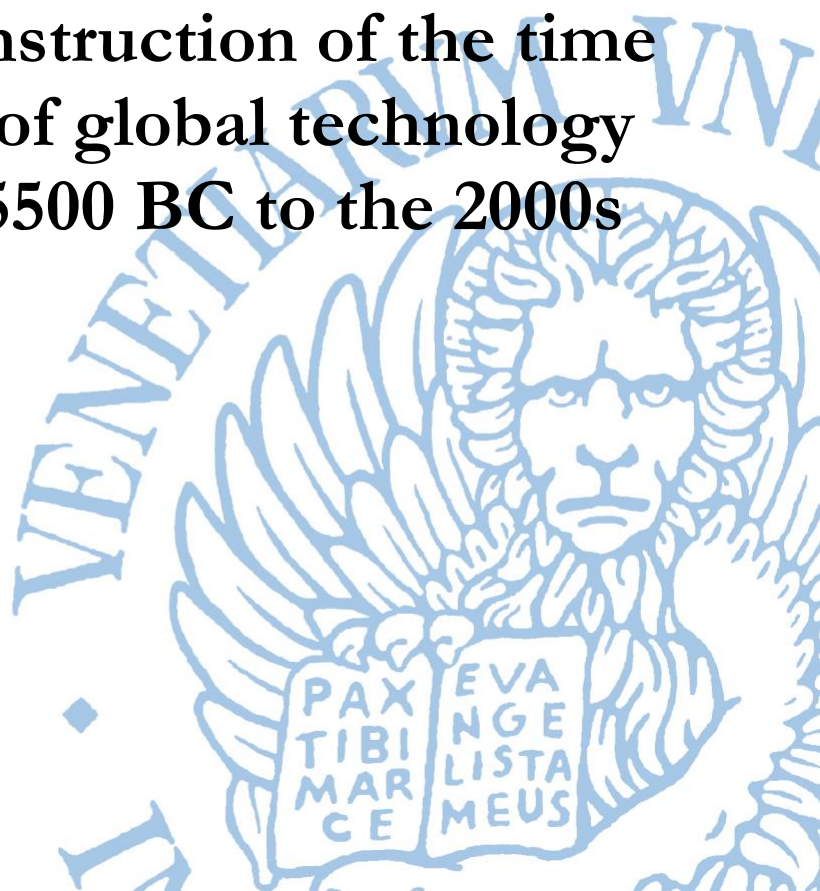 nstruction of the time
of global technology
5500 BC to the 2000s
VENETIARVM VNI
PAX
TIBI
MAR
CE
EVA
NGE
LISTA
MEUS